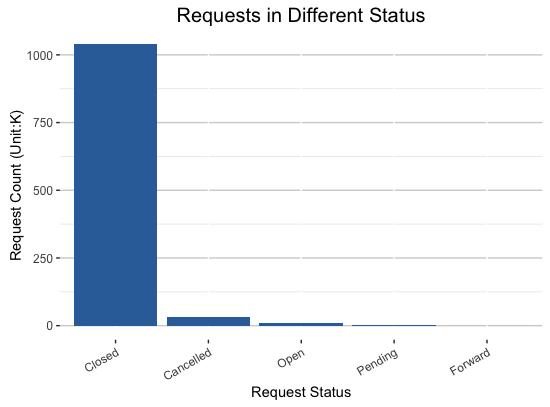 Requests in Different Status
Request Count (Unit:K)
1000
750
500
250
0
Closed
Cancelled
Open
Pending
Forward
Request Status